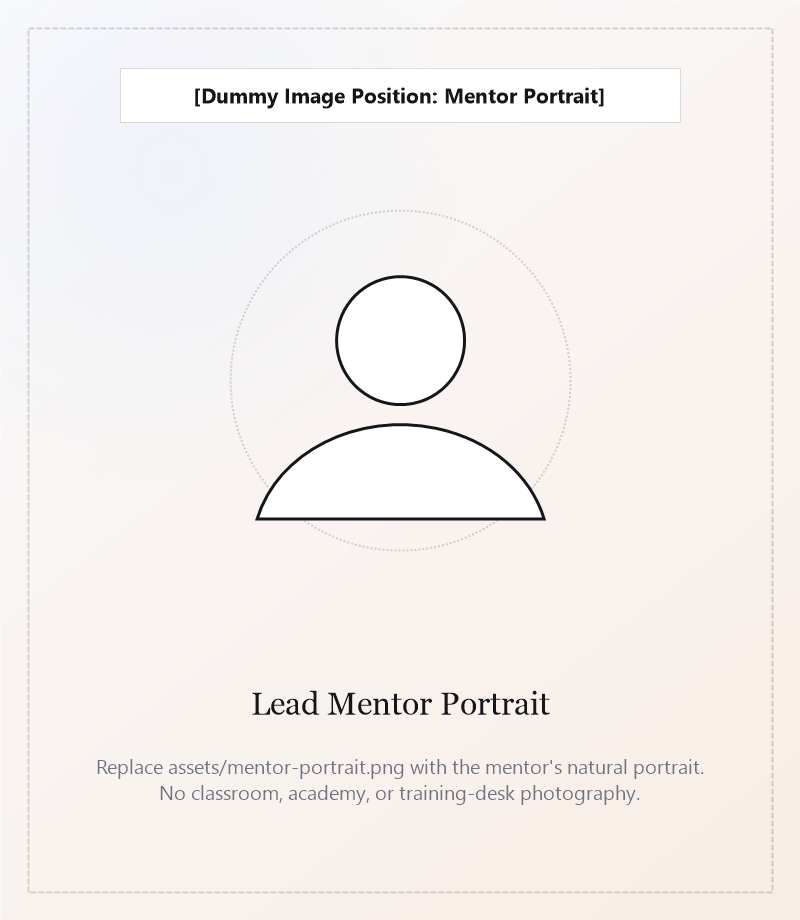 [Dummy Image Position: Mentor Portrait]
Lead Mentor Portrait
Replace assets/mentor-portrait.png with the mentor's natural portrait.
No classroom, academy, or training-desk photography.